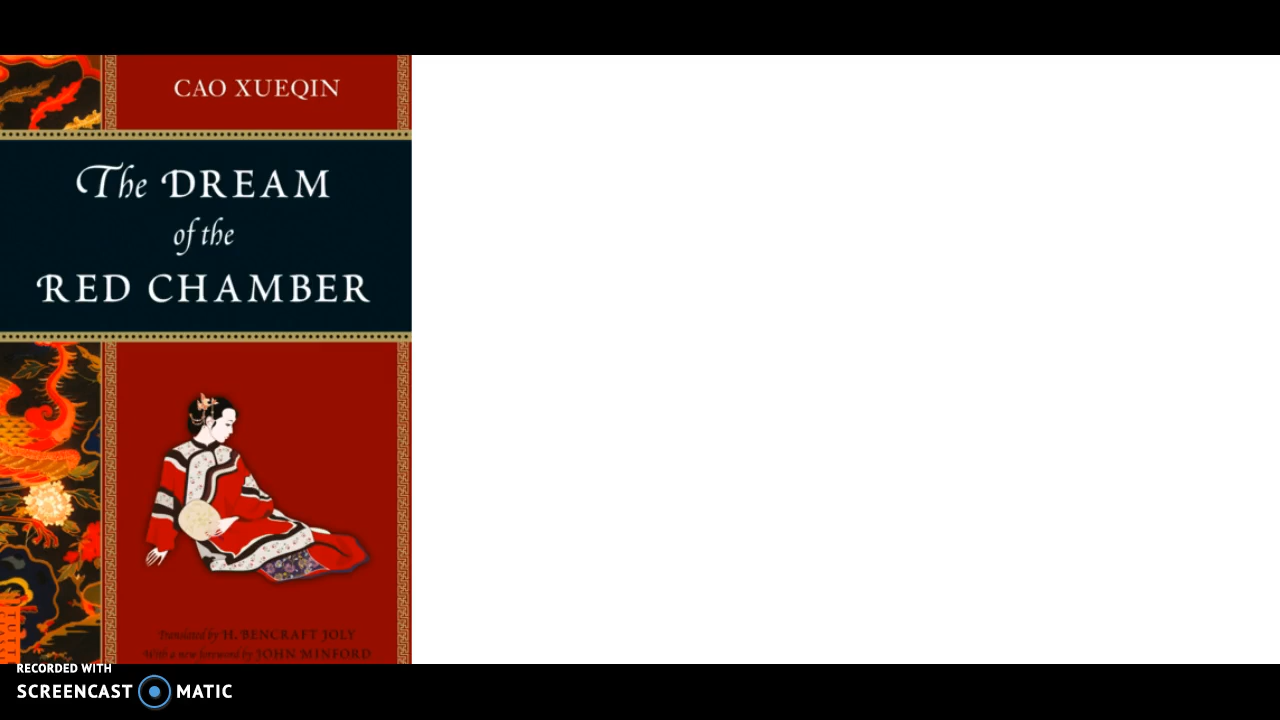 CAO XUEQIN
The DREAM
of the
RED CHAMBER
Translated by H. BENCRAFT JOLY
With a new foreword by JOHN MINFORD
RECORDED WITH
SCREENCAST MATIC